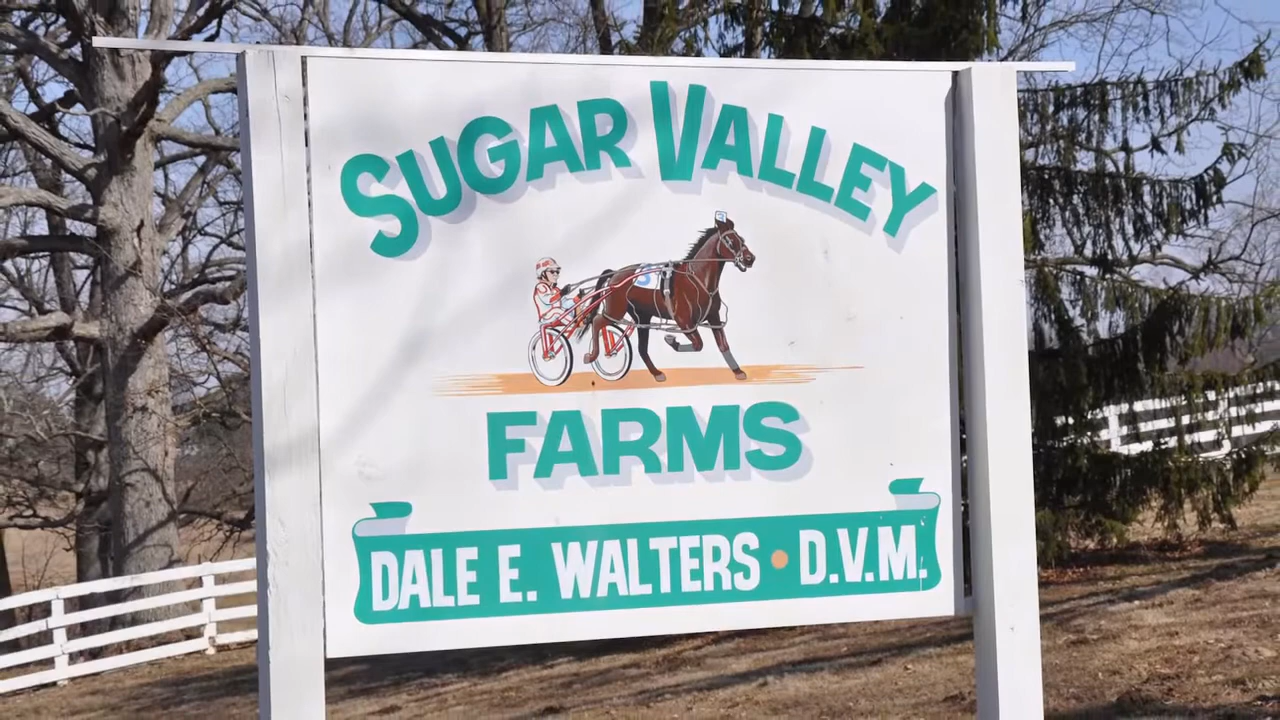 SUGAR VALLEY
FARMS
DALE E. WALTERS • D.V.M.